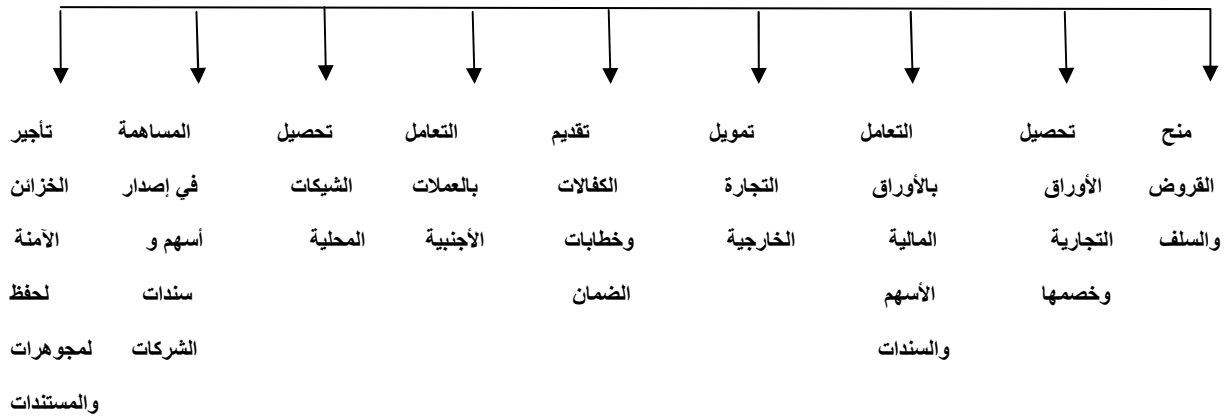 منح
القروض
والسلف
تحصيل
الأوراق
التجارية
وخصمها
التعامل
بالأوراق
المالية
الأسهم
والسندات
تمويل
التجارة
الخارجية
تقديم
الكفالات
وخطابات
الضمان
التعامل
بالعملات
الأجنبية
تحصيل
الشيكات
المحلية
المساهمة
في إصدار
أسهم و
سندات
الشركات
تأجير
الخزائن
الآمنة
لحفظ
لمجوهرات
والمستندات